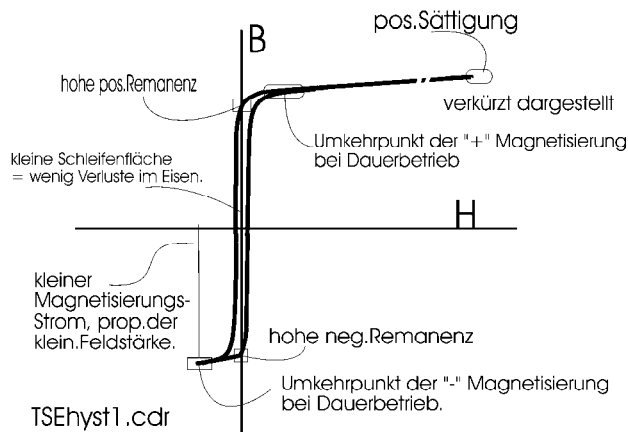 pos.Sättigung
B
hohe pos.Remanenz
verkürzt dargestellt
Umkehrpunkt der "+" Magnetisierung
bei Dauerbetrieb
kleine Schleifenfläche
= wenig Verluste im Eisen.
H
kleiner
Magnetisierungs-
Strom, prop.der
klein.Feldstärke.
hohe neg.Remanenz
Umkehrpunkt der "-" Magnetisierung
bei Dauerbetrieb.
TSEhyst1.cdr